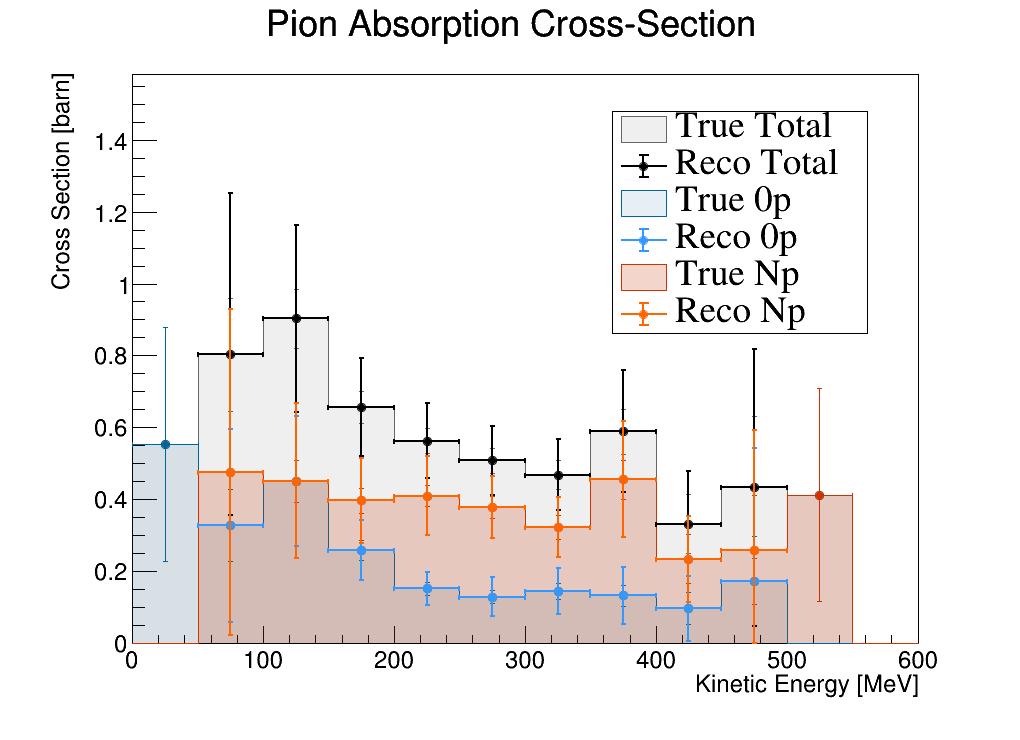 Pion Absorption Cross-Section
Cross Section [barn]
1.4
1.2
1
0.8
0.6
0.4
0.2
0
True Total
Reco Total
True 0p
Reco 0p
True Np
Reco Np
0 100 200 300 400 500 600
Kinetic Energy [MeV]